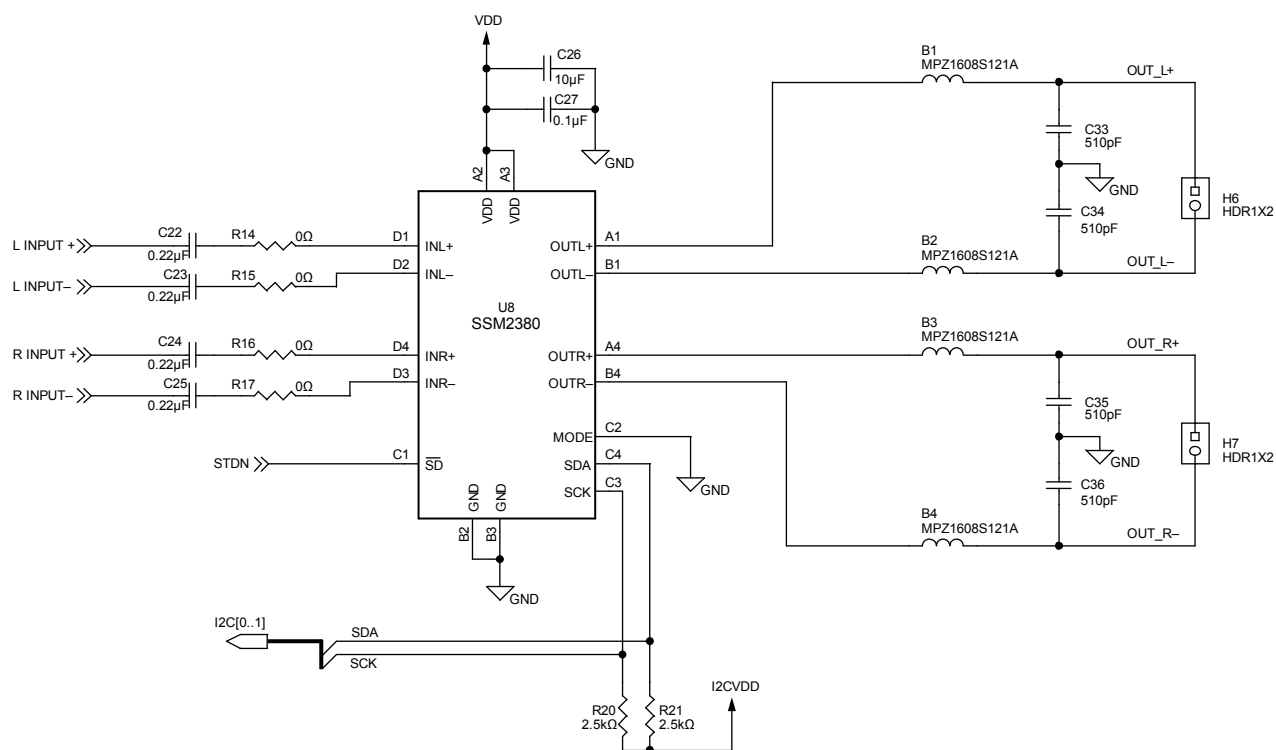 VDD
C26
10µF
C27
0.1µF
GND
A2
A3
VDD
VDD
B1
MPZ1608S121A
OUT_L+
C33
510pF
GND
C34
510pF
H6
HDR1X2
B2
MPZ1608S121A
OUT_L–
L INPUT +
C22
0.22µF
R14
0Ω
D1
INL+
L INPUT–
C23
0.22µF
R15
0Ω
D2
INL–
OUTL+
A1
OUTL–
B1
U8
SSM2380
R INPUT +
C24
0.22µF
R16
0Ω
D4
INR+
R INPUT–
C25
0.22µF
R17
0Ω
D3
INR–
OUTR+
A4
OUTR–
B4
B3
MPZ1608S121A
OUT_R+
C35
510pF
GND
C36
510pF
H7
HDR1X2
B4
MPZ1608S121A
OUT_R–
STDN
C1
SD
MODE
C2
SDA
C4
SCK
C3
GND
GND
GND
B2
B3
GND
I2C[0..1]
SDA
SCK
R20
2.5kΩ
R21
2.5kΩ
I2CVDD